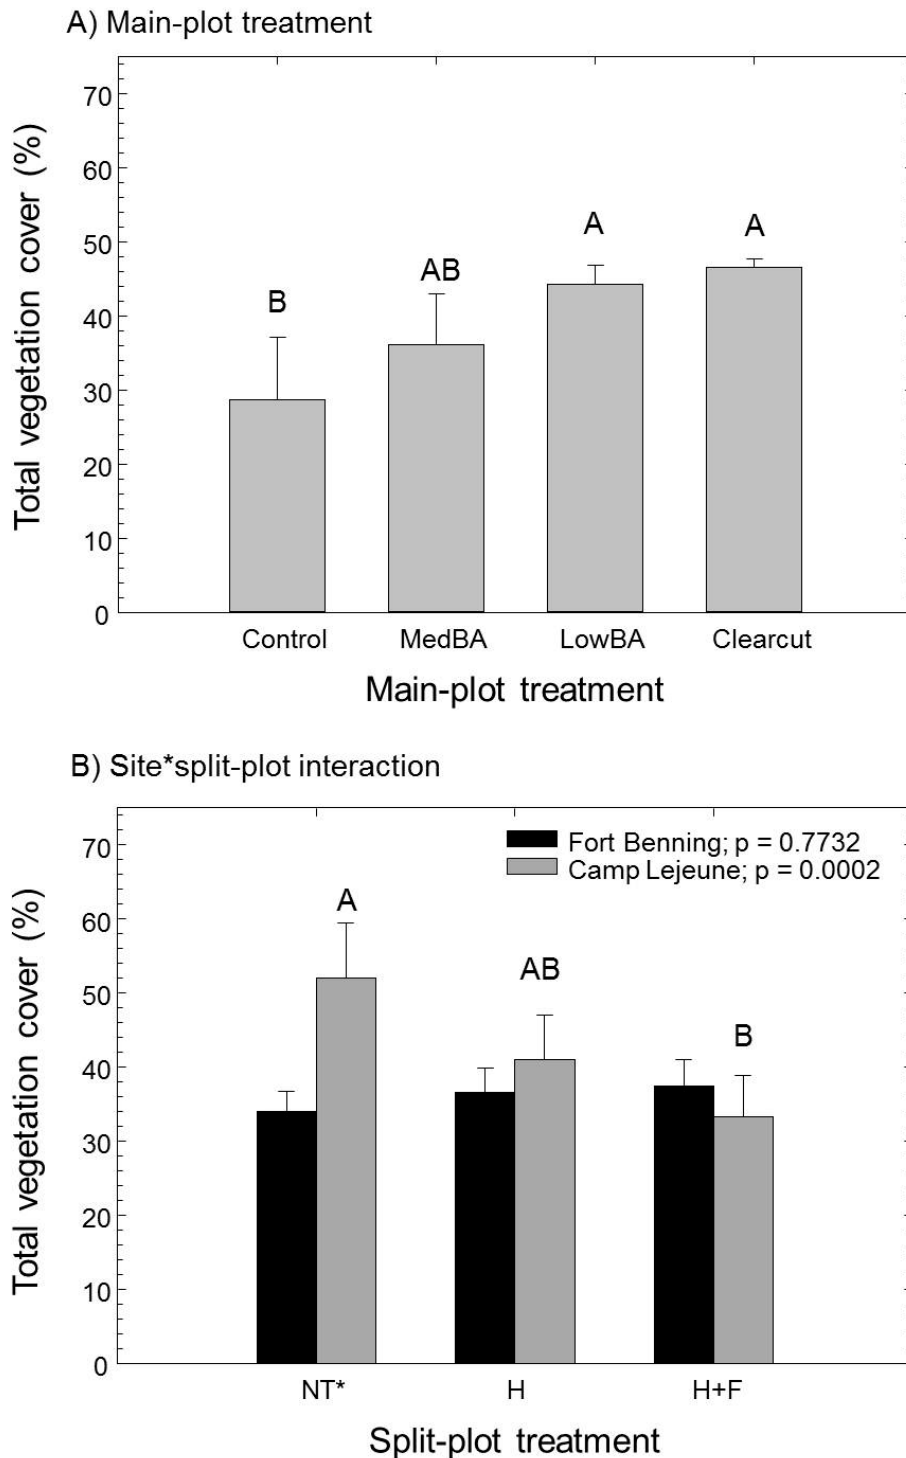 A) Main-plot treatment
Total vegetation cover (%)
70
60
50
40
30
20
10
0
B
AB
A
A
Control MedBA LowBA Clearcut
Main-plot treatment
B) Site*split-plot interaction
Total vegetation cover (%)
70
60
50
40
30
20
10
0
Fort Benning; p = 0.7732
Camp Lejeune; p = 0.0002
A
AB
B
NT* H H+F
Split-plot treatment